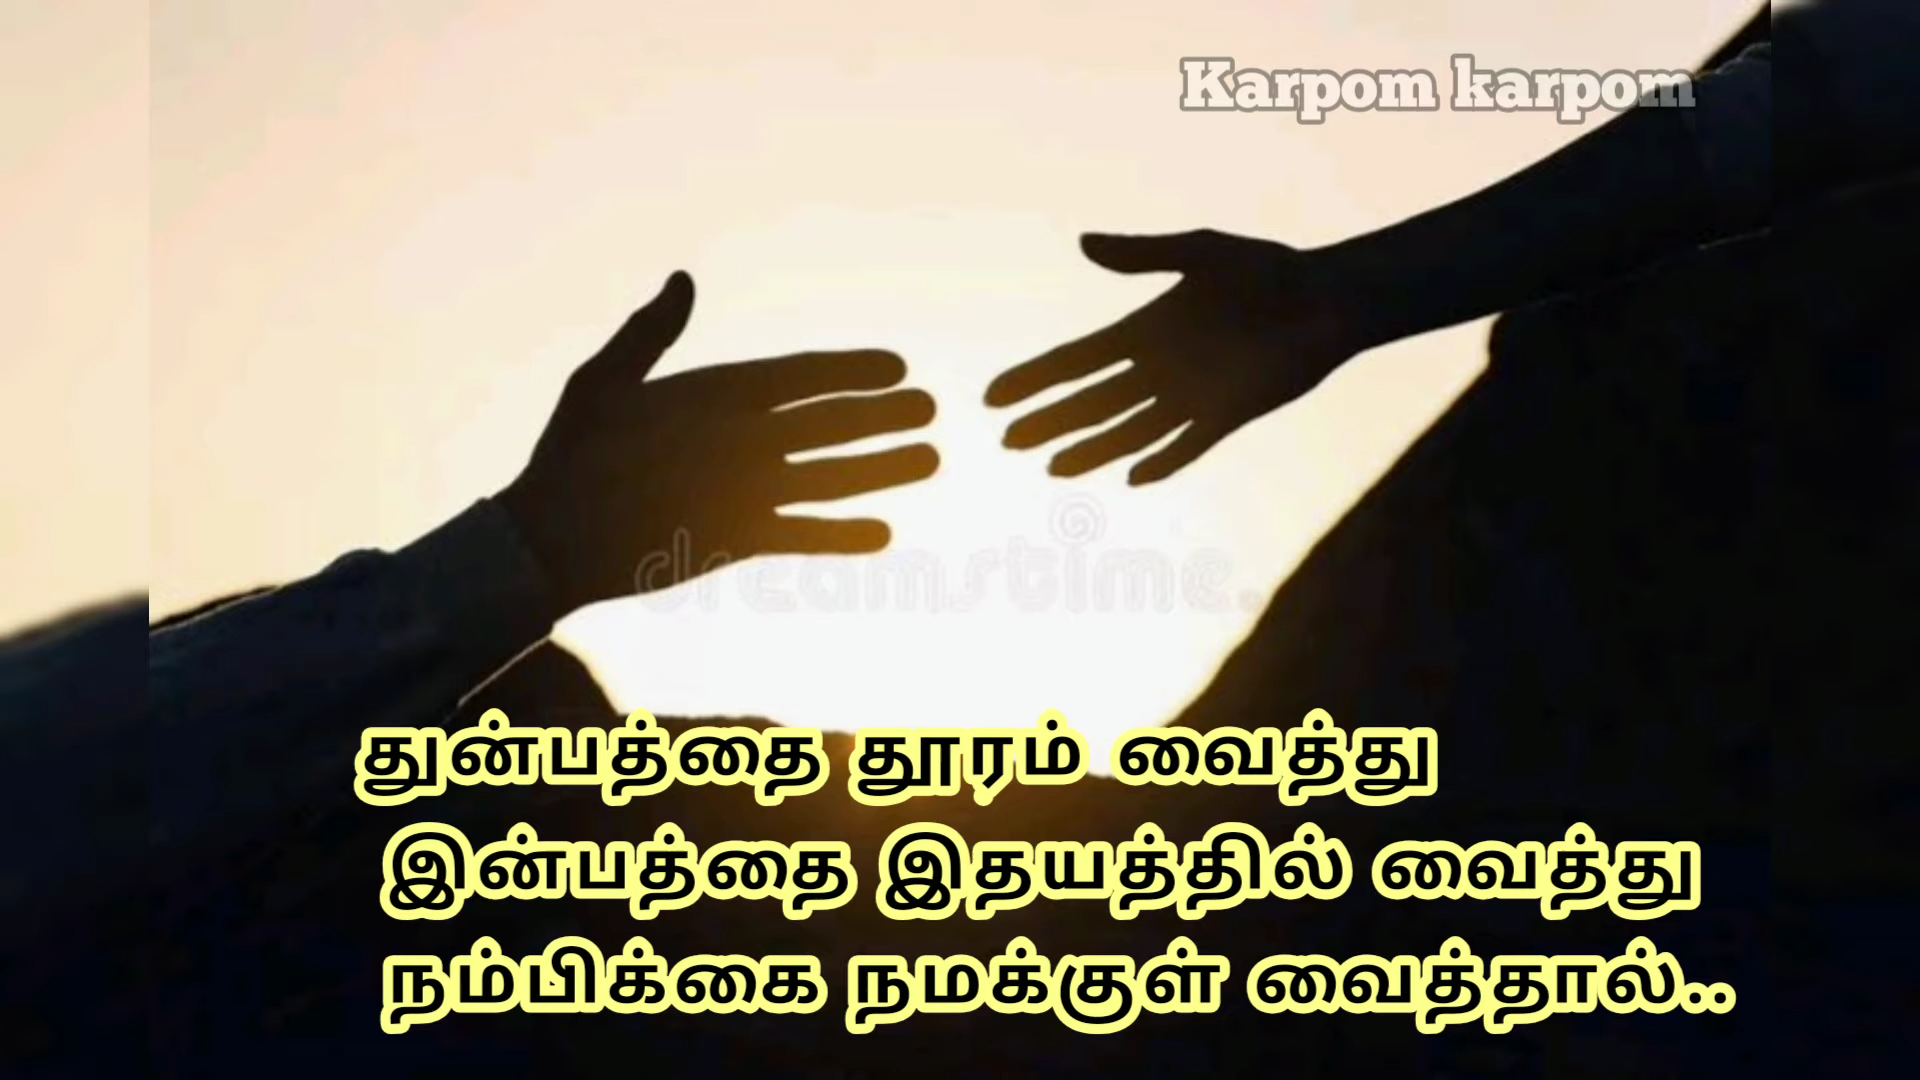 Karpom karpom
dreamstime.
துன்பத்தை தூரம் வைத்து
இன்பத்தை இதயத்தில் வைத்து
நம்பிக்கை நமக்குள் வைத்தால்..